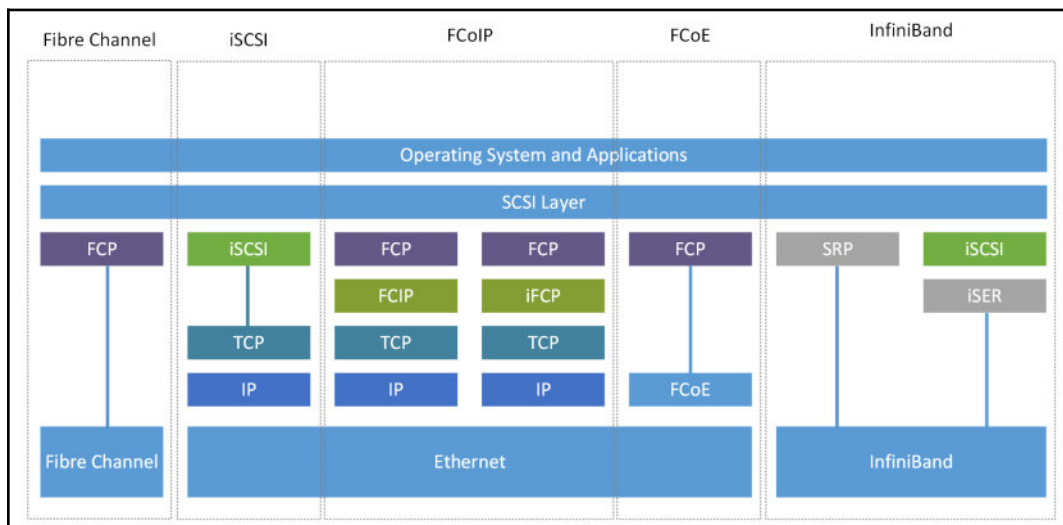 Fibre Channel
iSCSI
FCoIP
FCoE
InfiniBand
Operating System and Applications
SCSI Layer
FCP
iSCSI
FCP
FCP
FCP
SRP
iSCSI
FCIP
iFCP
iSER
TCP
TCP
TCP
IP
IP
IP
FCoE
Fibre Channel
Ethernet
InfiniBand